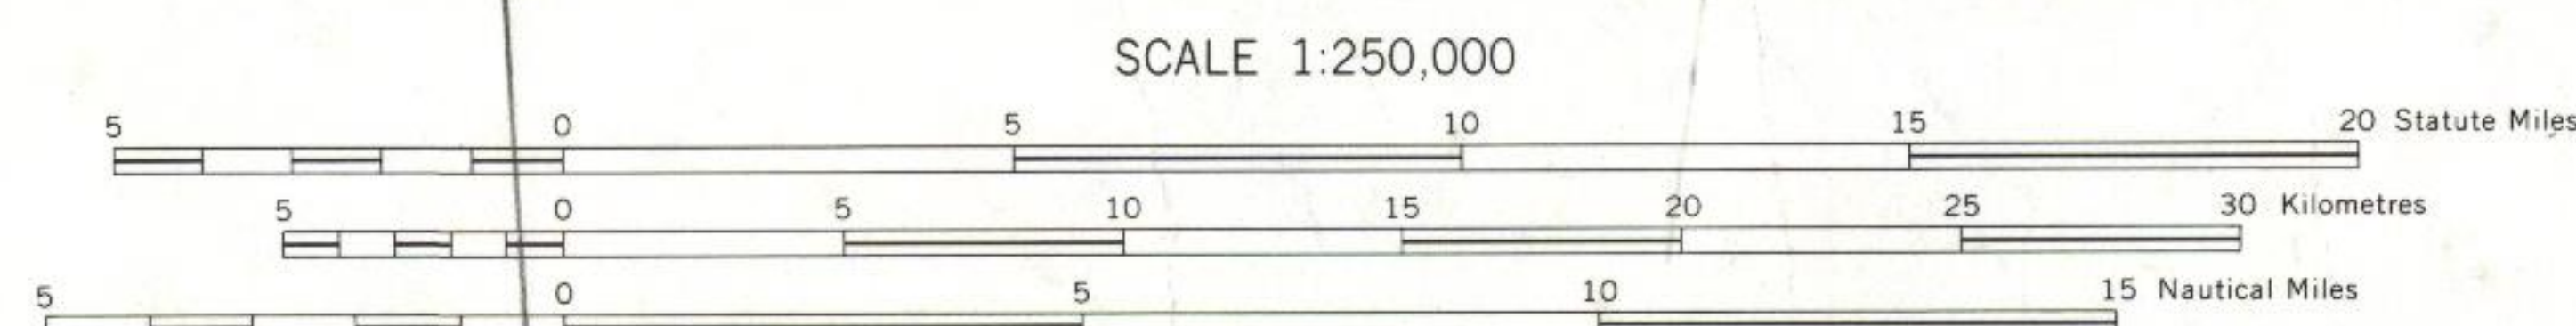 SCALE 1:250,000
5 0 5 10 15 20 Statute Miles
5 0 5 10 15 20 25 30 Kilometres
5 0 5 10 15 Nautical Miles